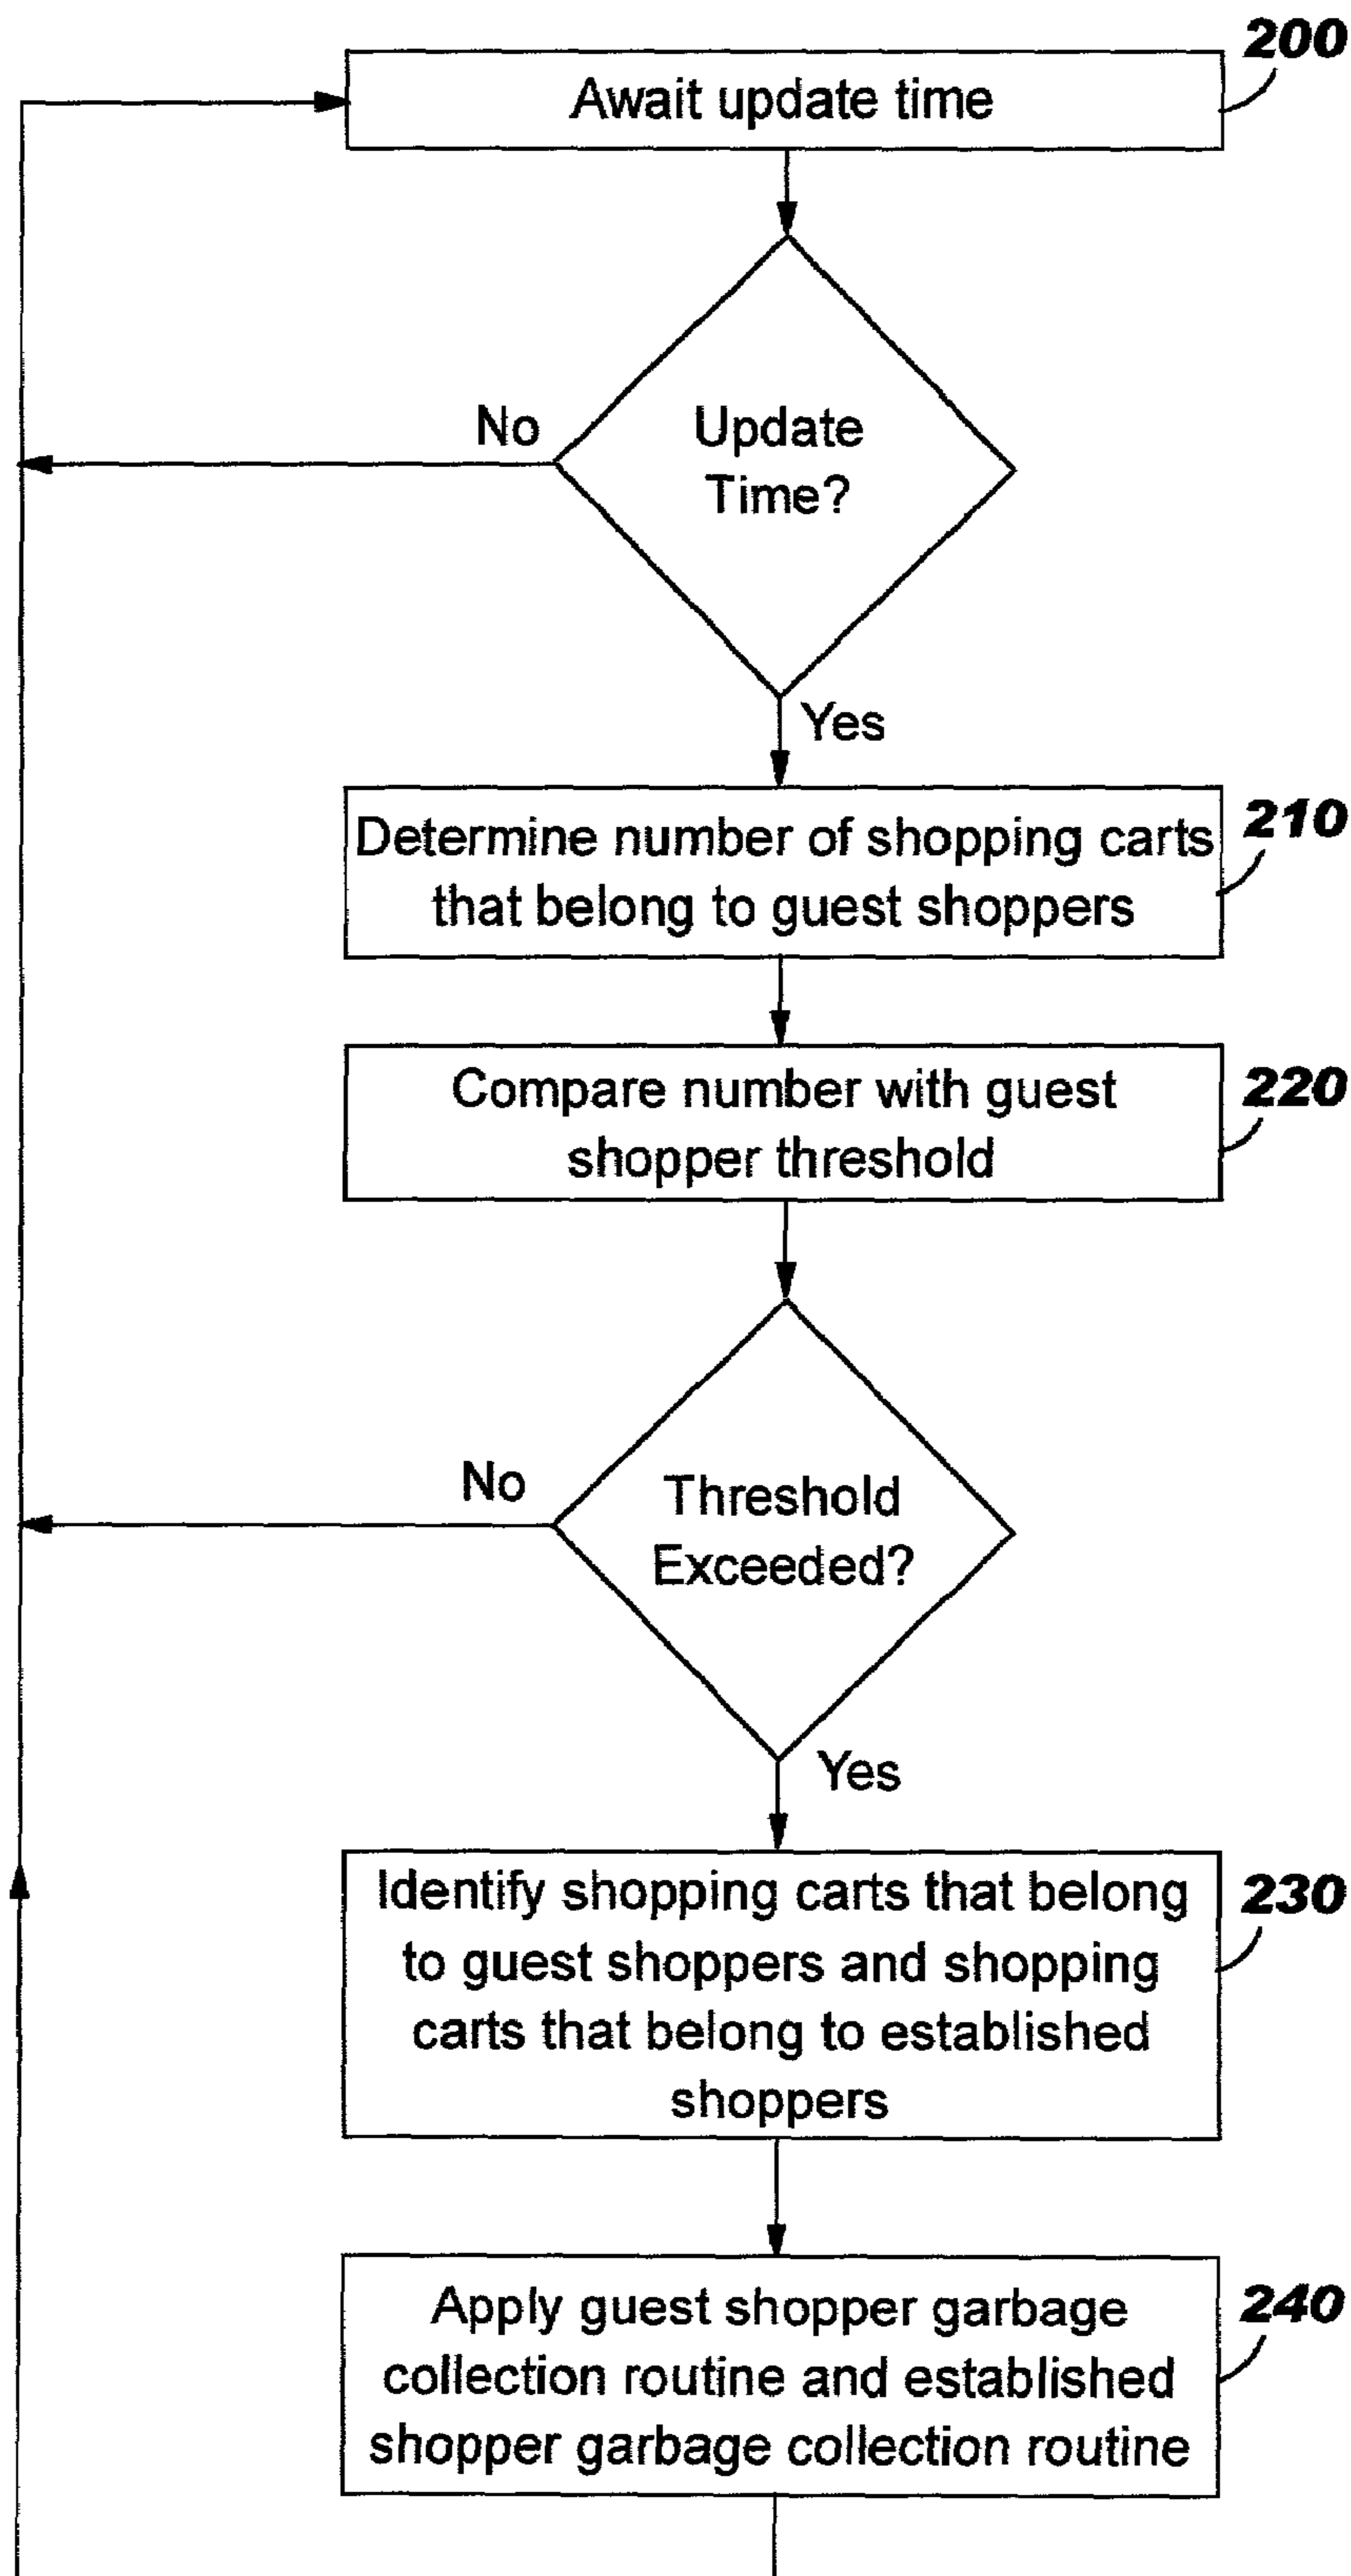 200
Await update time
No
Update
Time?
Yes
Determine number of shopping carts
that belong to guest shoppers
210
Compare number with guest
shopper threshold
220
No
Threshold
Exceeded?
Yes
Identify shopping carts that belong
to guest shoppers and shopping
carts that belong to established
shoppers
230
Apply guest shopper garbage
collection routine and established
shopper garbage collection routine
240